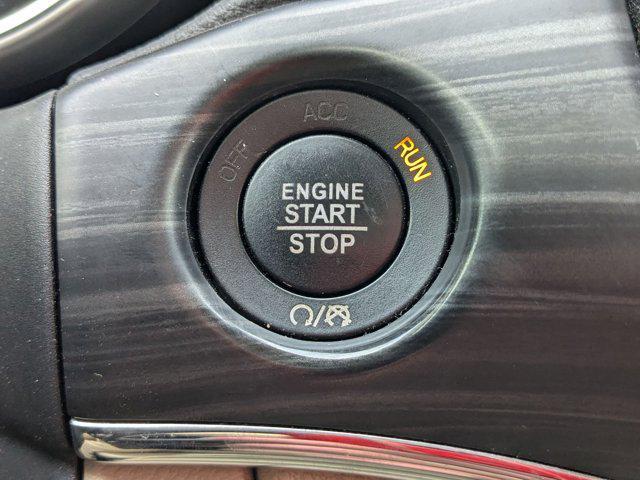 ACC
OFF
RUN
ENGINE
START
STOP